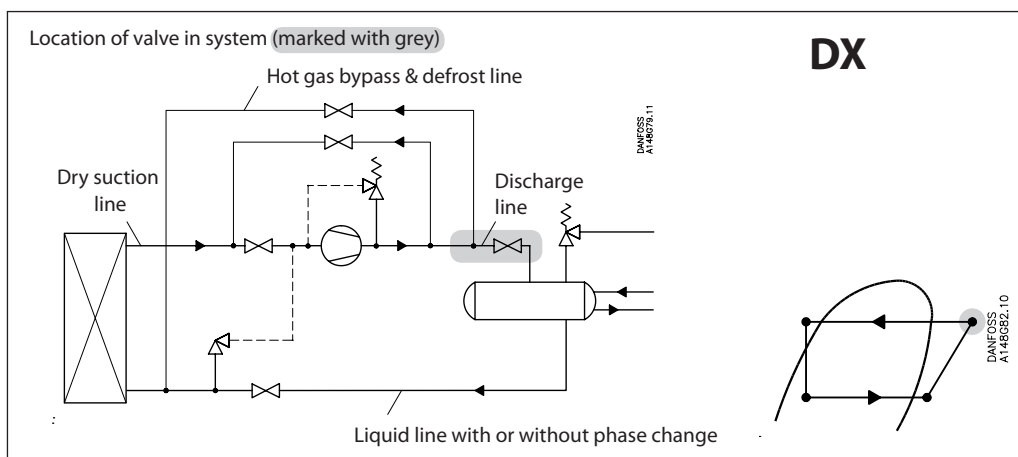 Location of valve in system (marked with grey)
DX
Hot gas bypass & defrost line
DANFOSS
A148G79.11
Dry suction
line
Discharge
line
DANFOSS
A148G82.10
Liquid line with or without phase change